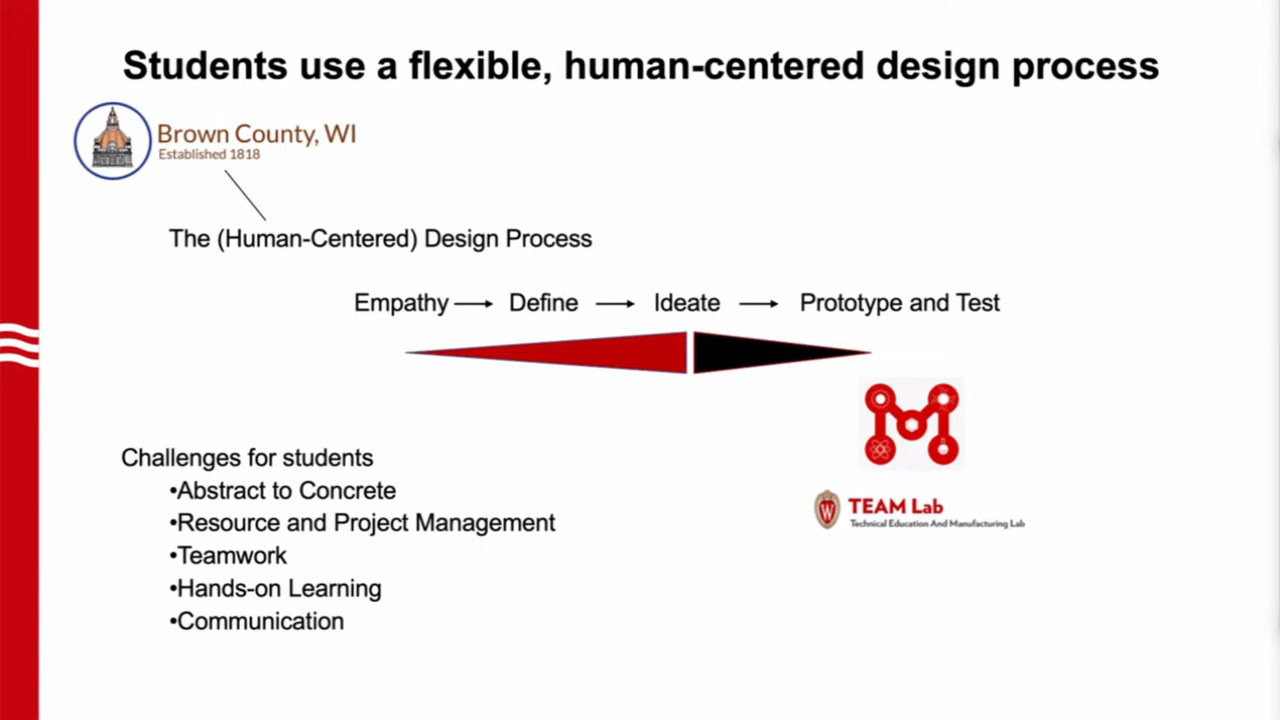 Students use a flexible, human-centered design process
Brown County, WI
Established 1818
The (Human-Centered) Design Process
Empathy → Define → Ideate → Prototype and Test
Challenges for students
•Abstract to Concrete
•Resource and Project Management
•Teamwork
•Hands-on Learning
•Communication
W TEAM Lab
Technical Education And Manufacturing Lab